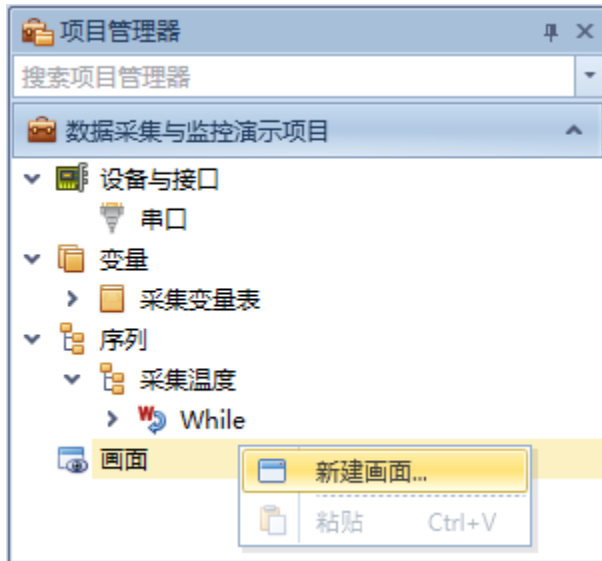 项目管理器
搜索项目管理器
数据采集与监控演示项目
设备与接口
串口
变量
采集变量表
序列
采集温度
While
画面
新建画面...
粘贴 Ctrl+V